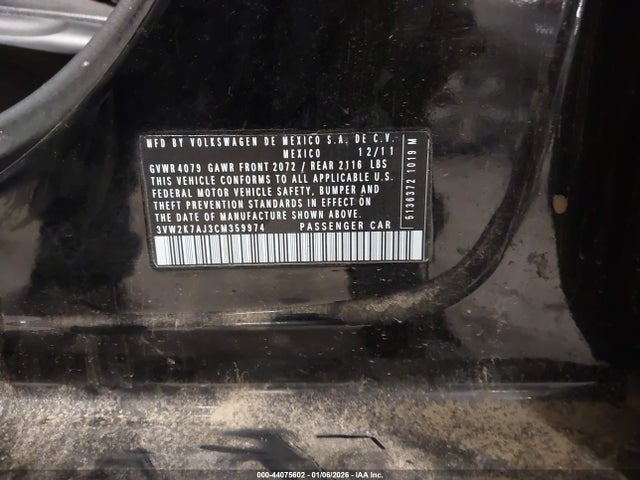 MFD BY VOLKSWAGEN DE MEXICO S.A. DE C.V.
MEXICO 12/11
GVWR 4079 GAWR FRONT 2072 / REAR 2116 LBS
THIS VEHICLE CONFORMS TO ALL APPLICABLE U.S.
FEDERAL MOTOR VEHICLE SAFETY, BUMPER AND
THEFT PREVENTION STANDARDS IN EFFECT ON
THE DATE OF MANUFACTURE SHOWN ABOVE.
3VW2K7AJ3CM359974 PASSENGER CAR
5136372 1019 M
000-44075602 - 01/06/2026 - IAA Inc.